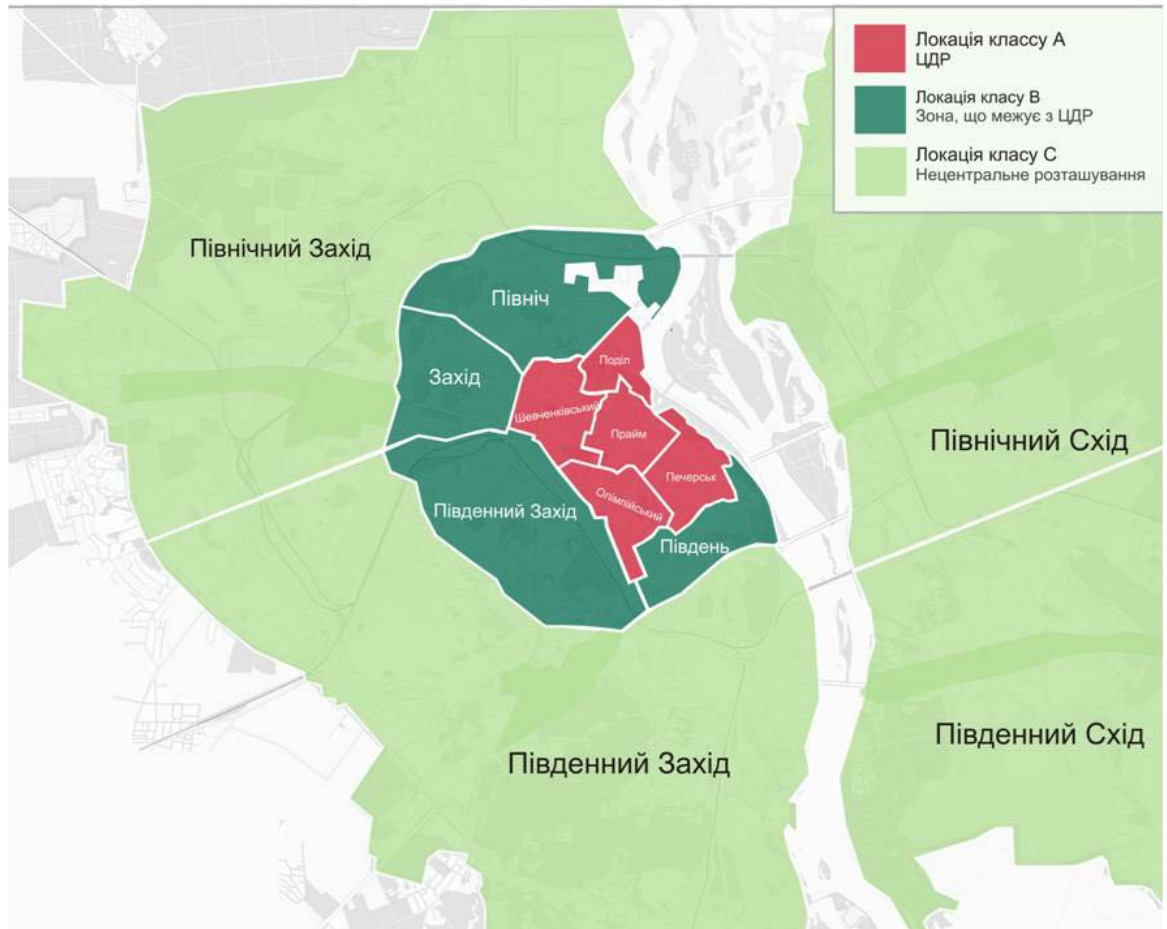 Локація классу А
ЦДР
Локація класу В
Зона, що межує з ЦДР
Локація класу С
Нецентральне розташування
Північний Захід
Північ
Поділ
Захід
Шевченківський
Прайм
Північний Схід
Печерськ
Олімпійський
Південний Захід
Південь
Південний Схід
Південний Захід